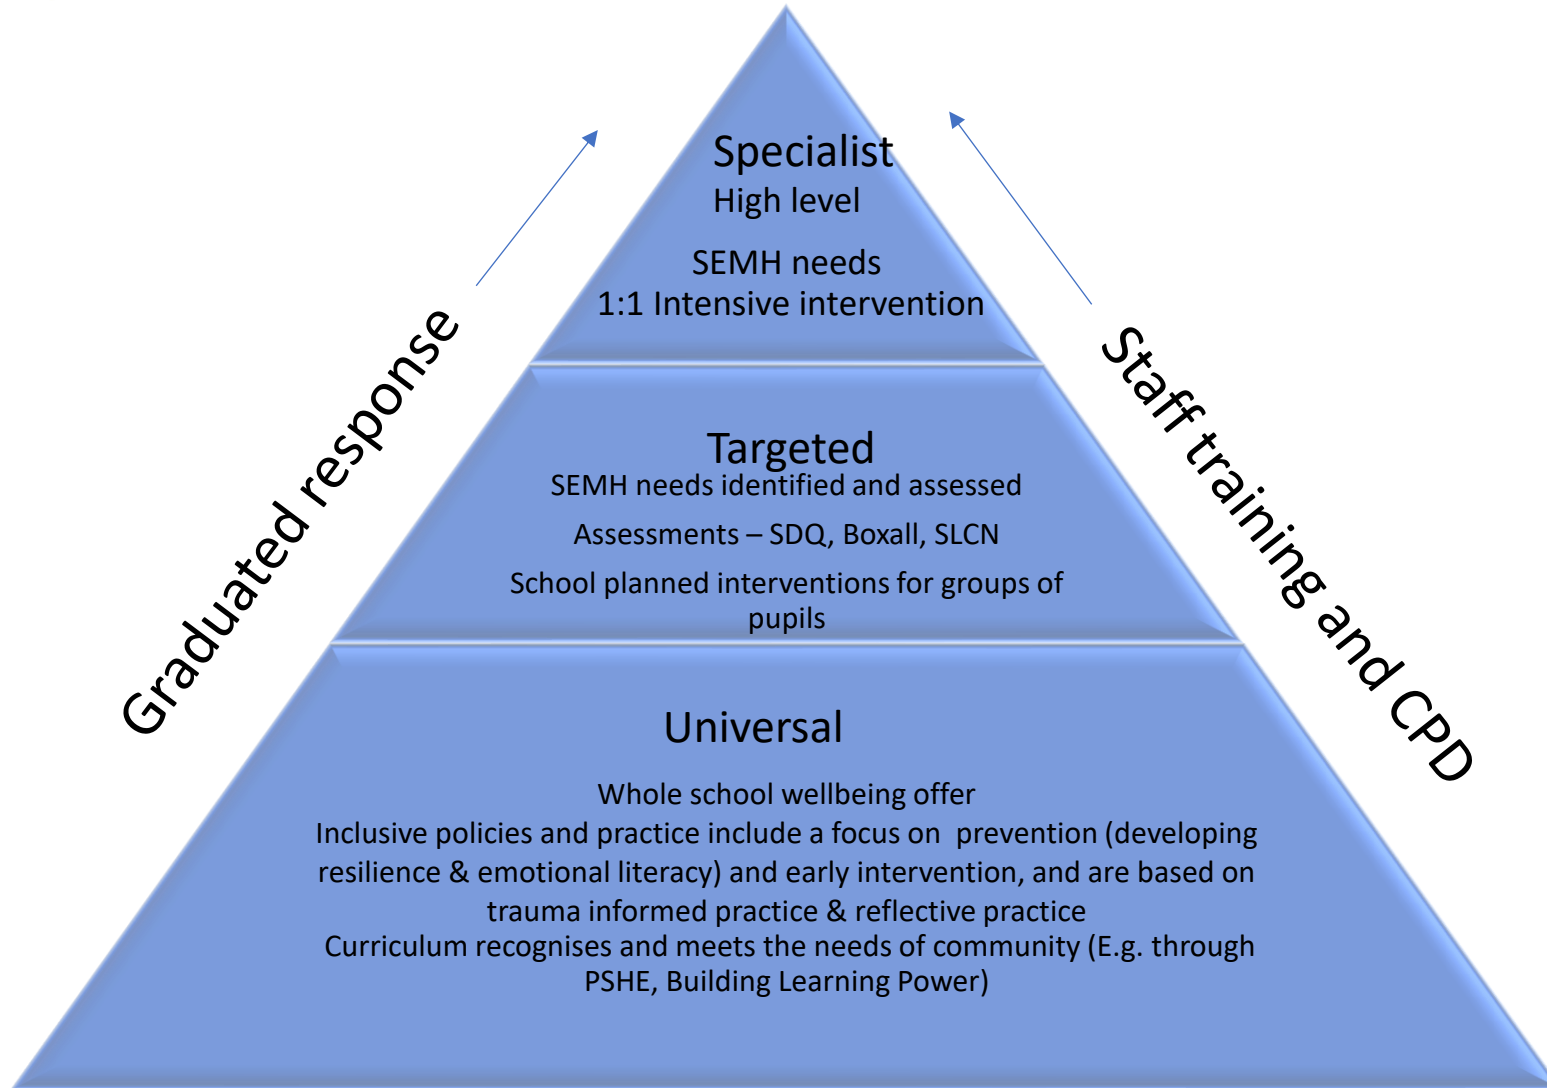 Specialist
High level
SEMH needs
1:1 Intensive intervention
Graduated response
Staff training and CPD
Targeted
SEMH needs identified and assessed
Assessments – SDQ, Boxall, SLCN
School planned interventions for groups of
pupils
Universal
Whole school wellbeing offer
Inclusive policies and practice include a focus on  prevention (developing
resilience & emotional literacy) and early intervention, and are based on
trauma informed practice & reflective practice
Curriculum recognises and meets the needs of community (E.g. through
PSHE, Building Learning Power)